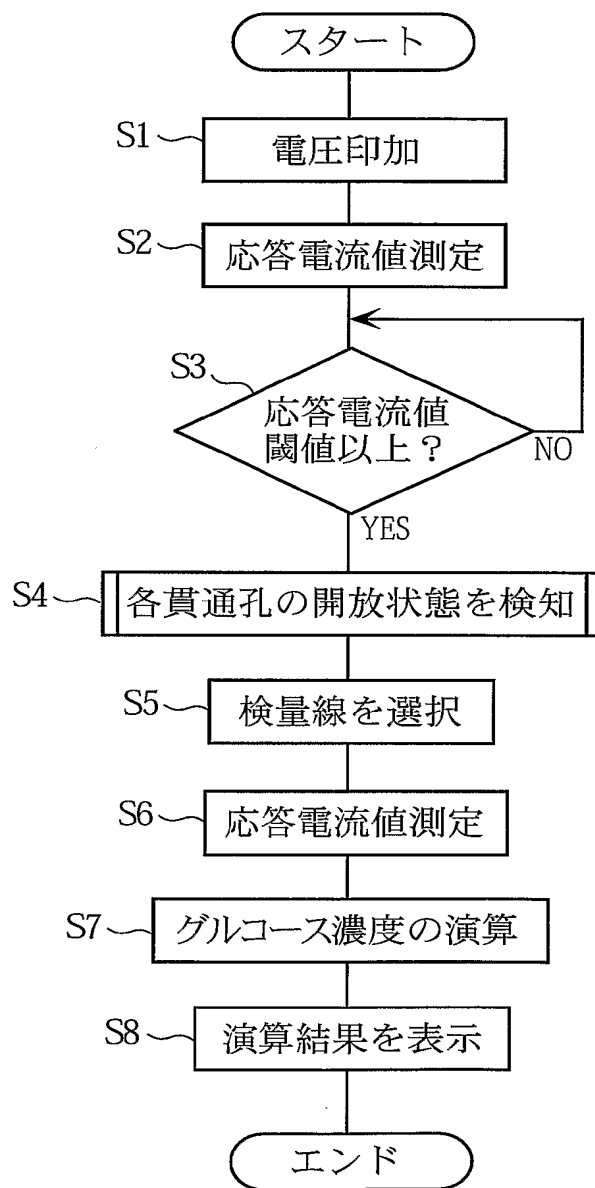 スタート
S1
電圧印加
S2
応答電流値測定
S3
応答電流値
閾値以上？
NO
YES
S4
各貫通孔の開放状態を検知
S5
検量線を選択
S6
応答電流値測定
S7
グルコース濃度の演算
S8
演算結果を表示
エンド